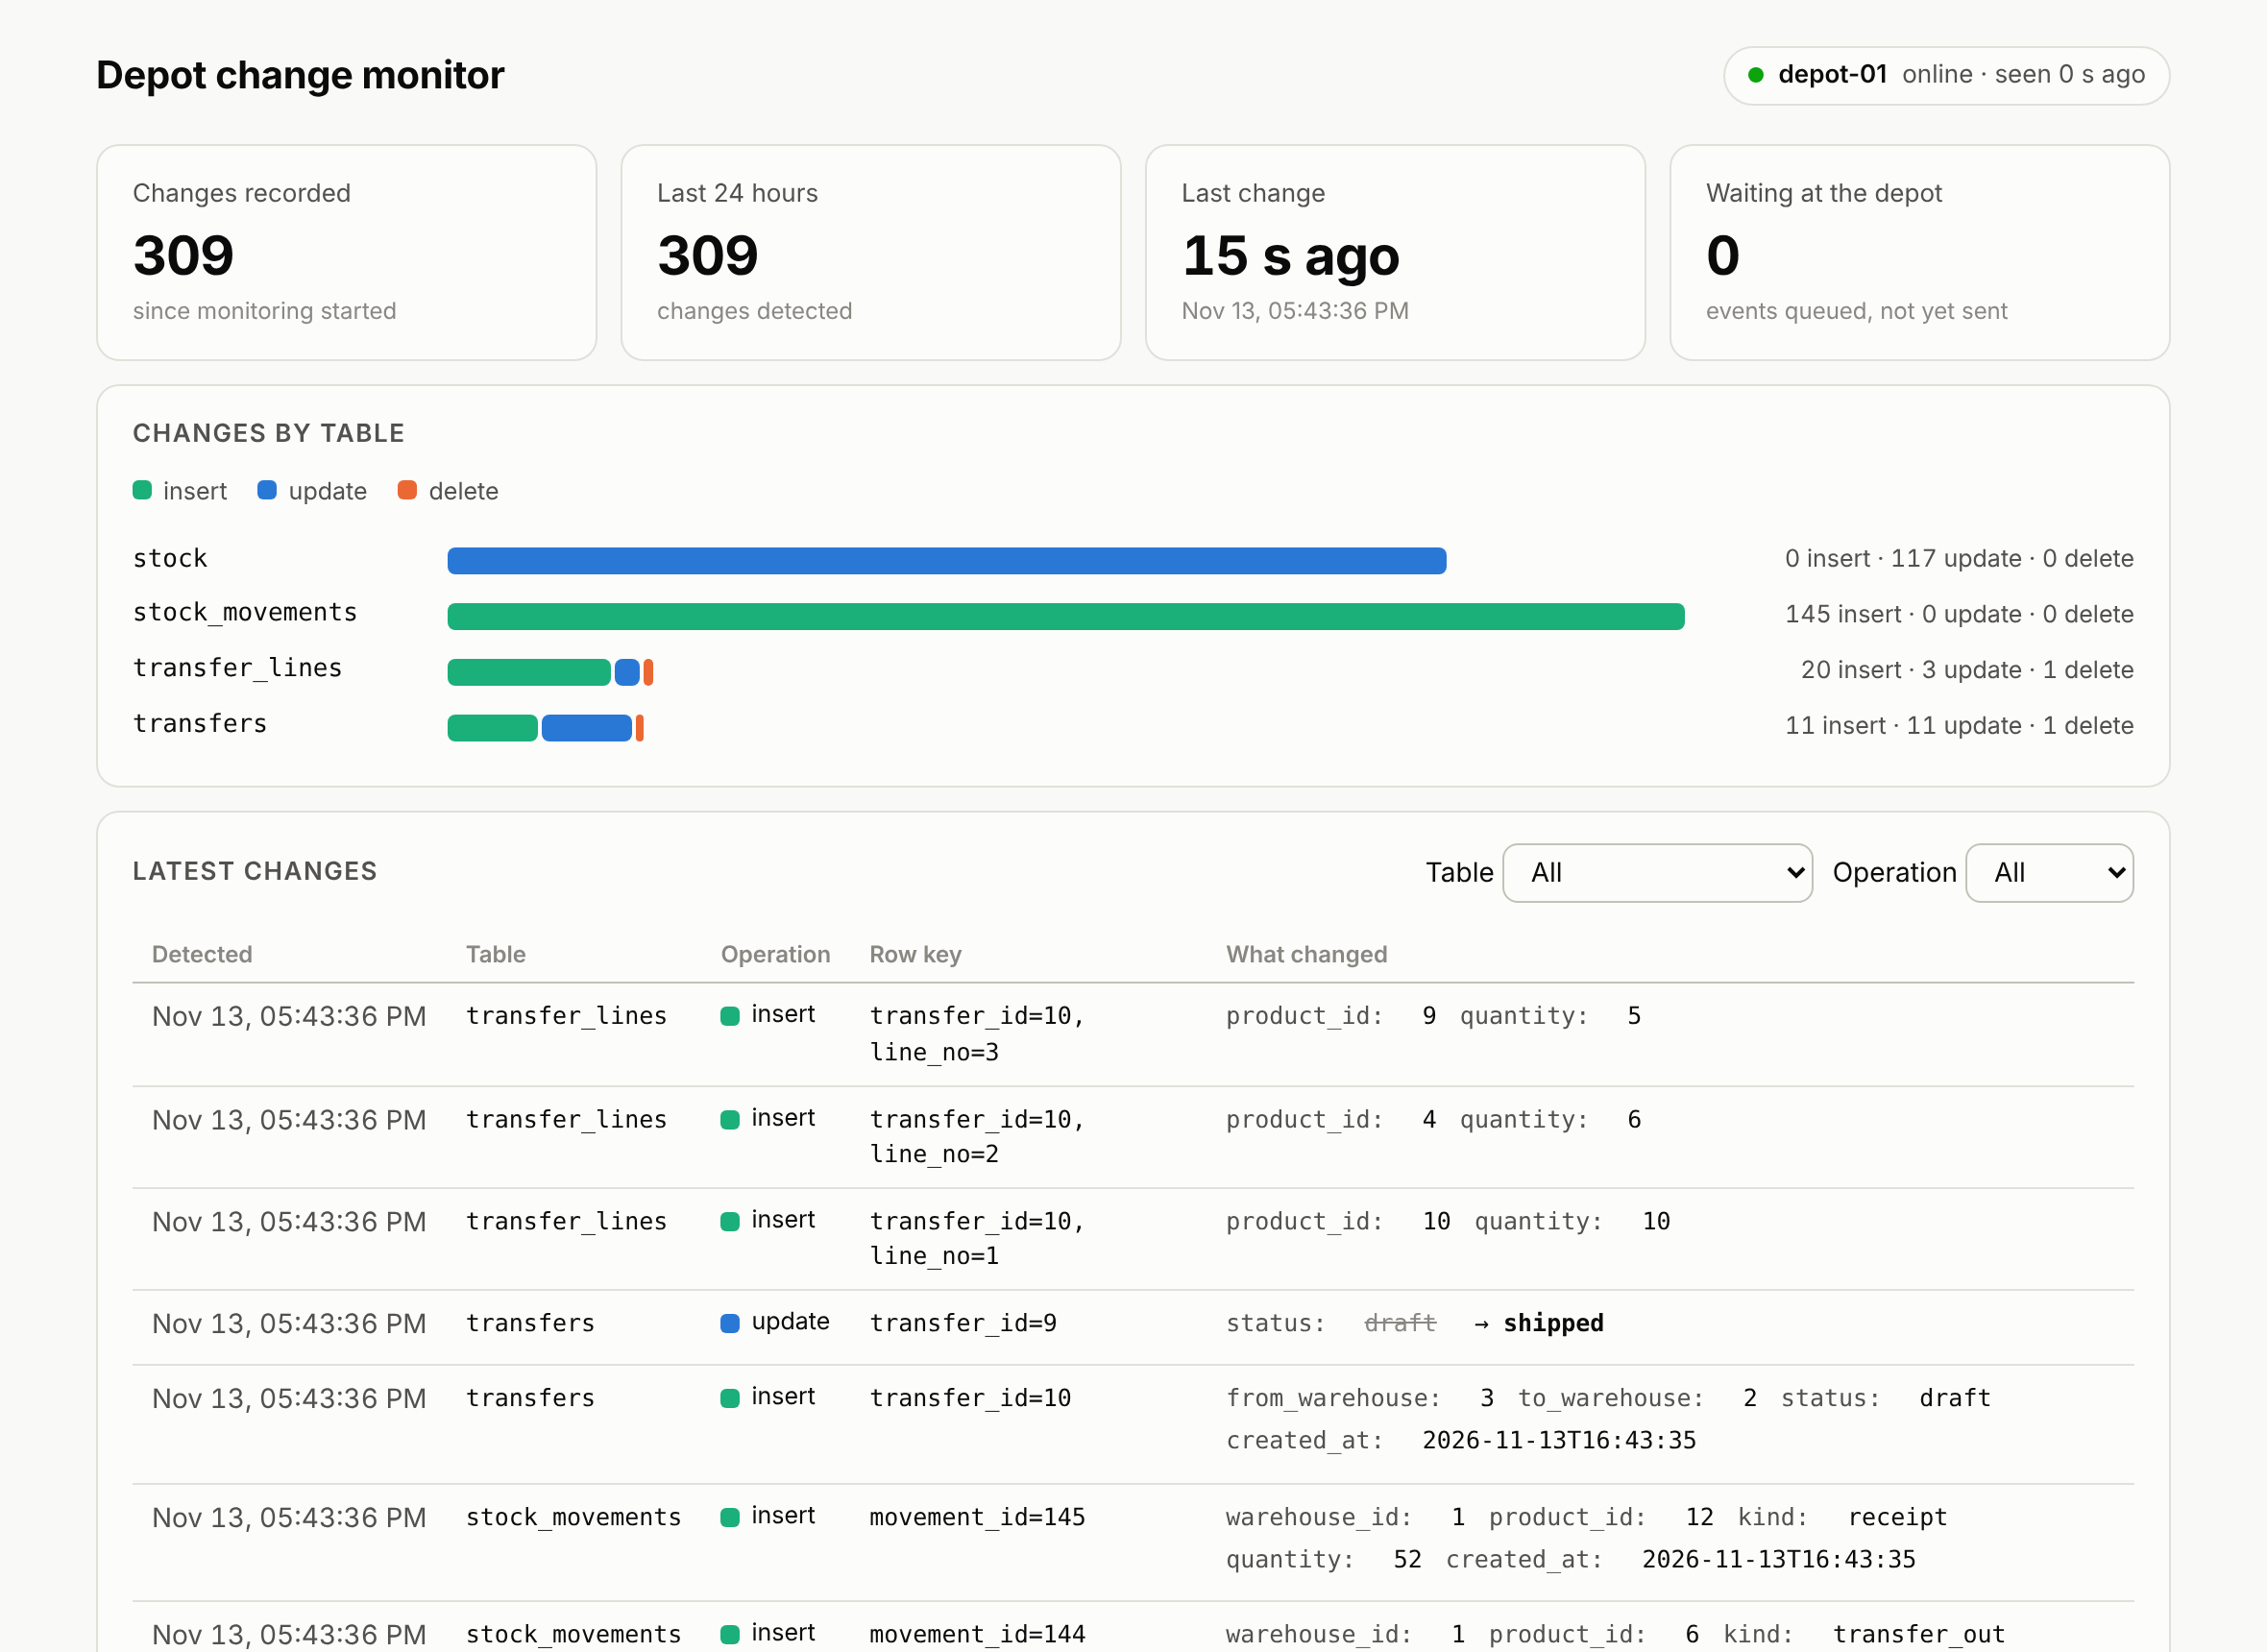 Depot change monitor
depot-01 online · seen 0 s ago
Changes recorded
309
since monitoring started
Last 24 hours
309
changes detected
Last change
15 s ago
Nov 13, 05:43:36 PM
Waiting at the depot
0
events queued, not yet sent
CHANGES BY TABLE
insert update delete
stock 0 insert · 117 update · 0 delete
stock_movements 145 insert · 0 update · 0 delete
transfer_lines 20 insert · 3 update · 1 delete
transfers 11 insert · 11 update · 1 delete
LATEST CHANGES Table All Operation All
Detected Table Operation Row key What changed
Nov 13, 05:43:36 PM transfer_lines insert transfer_id=10, product_id: 9 quantity: 5
line_no=3
Nov 13, 05:43:36 PM transfer_lines insert transfer_id=10, product_id: 4 quantity: 6
line_no=2
Nov 13, 05:43:36 PM transfer_lines insert transfer_id=10, product_id: 10 quantity: 10
line_no=1
Nov 13, 05:43:36 PM transfers update transfer_id=9 status: draft → shipped
Nov 13, 05:43:36 PM transfers insert transfer_id=10 from_warehouse: 3 to_warehouse: 2 status: draft
created_at: 2026-11-13T16:43:35
Nov 13, 05:43:36 PM stock_movements insert movement_id=145 warehouse_id: 1 product_id: 12 kind: receipt
quantity: 52 created_at: 2026-11-13T16:43:35
Nov 13, 05:43:36 PM stock_movements insert movement_id=144 warehouse_id: 1 product_id: 6 kind: transfer_out